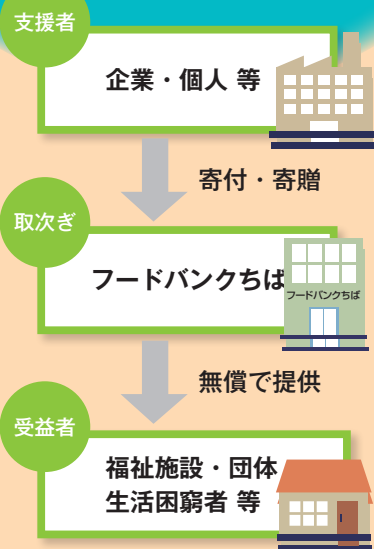 支援者
企業・個人 等
寄付・寄贈
取次ぎ
フードバンクちば
フードバンクちば
無償で提供
受益者
福祉施設・団体
生活困窮者 等